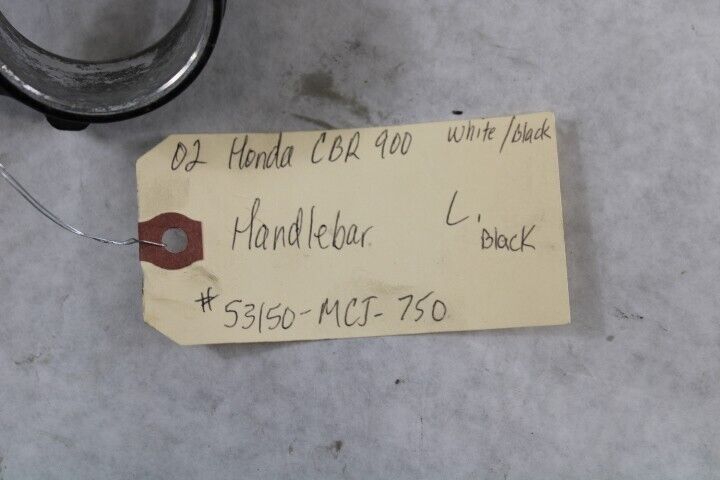 02 Honda CBR 900 white/black
Handlebar L.
Black
# 53150-MCJ-750